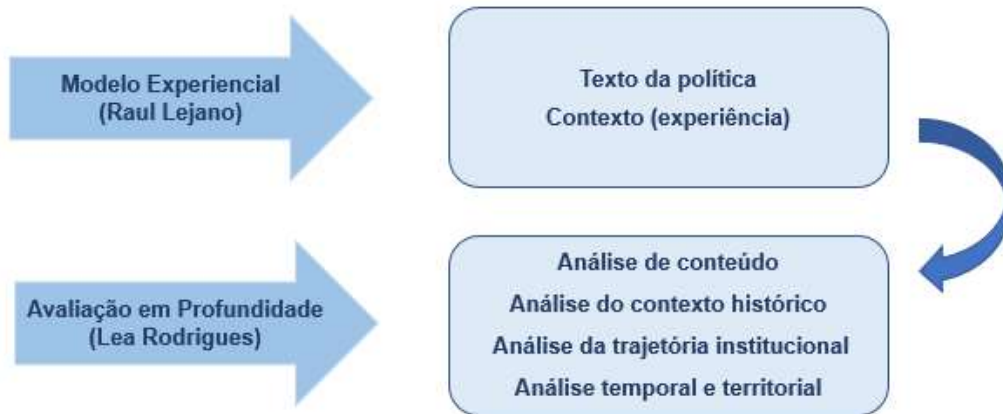 Modelo Experiencial
(Raul Lejano)
Texto da política
Contexto (experiência)
Avaliação em Profundidade
(Lea Rodrigues)
Análise de conteúdo
Análise do contexto histórico
Análise da trajetória institucional
Análise temporal e territorial